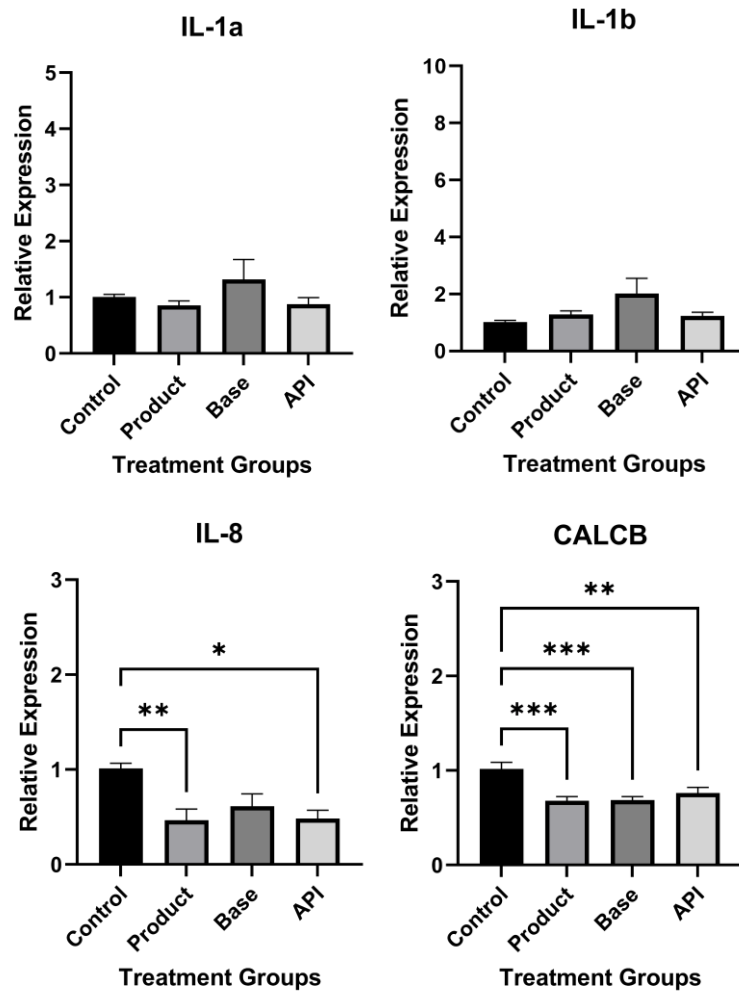 IL-1a
Relative Expression
5
4
3
2
1
0
Control
Product
Base
API
Treatment Groups
IL-1b
Relative Expression
10
8
6
4
2
0
Control
Product
Base
API
Treatment Groups
IL-8
Relative Expression
3
2
1
0
*
**
Control
Product
Base
API
Treatment Groups
CALCB
Relative Expression
3
2
1
0
**
***
***
Control
Product
Base
API
Treatment Groups